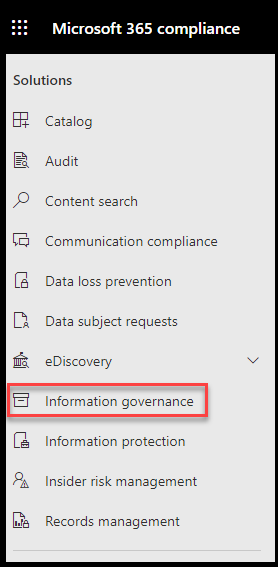 Microsoft 365 compliance
Solutions
Catalog
Audit
Content search
Communication compliance
Data loss prevention
Data subject requests
eDiscovery
Information governance
Information protection
Insider risk management
Records management